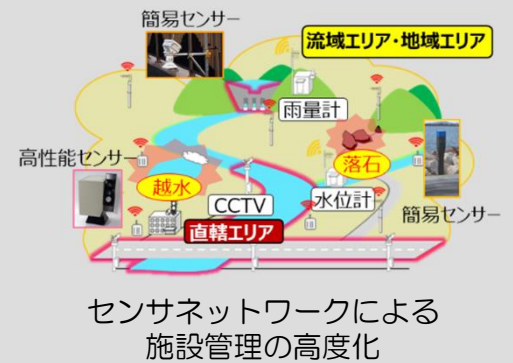 簡易センサー
流域エリア・地域エリア
雨量計
高性能センサー
落石
越水
CCTV
水位計
簡易センサー
直轄エリア
センサネットワークによる
施設管理の高度化